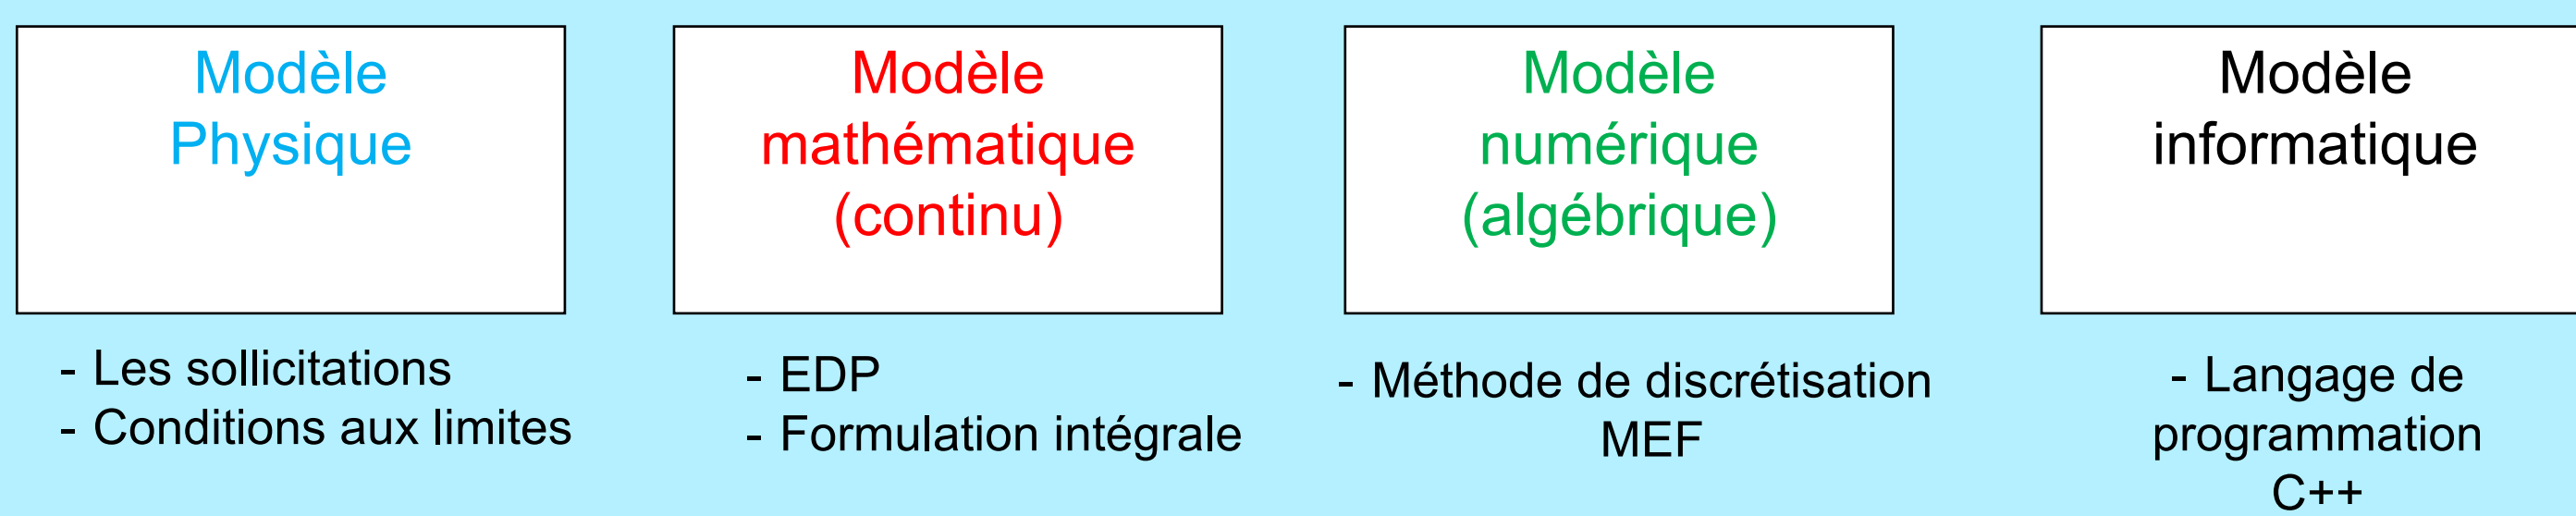 Modèle
Physique
- Les sollicitations
- Conditions aux limites
Modèle
mathématique
(continu)
- EDP
- Formulation intégrale
Modèle
numérique
(algébrique)
- Méthode de discrétisation
MEF
Modèle
informatique
- Langage de
programmation
C++